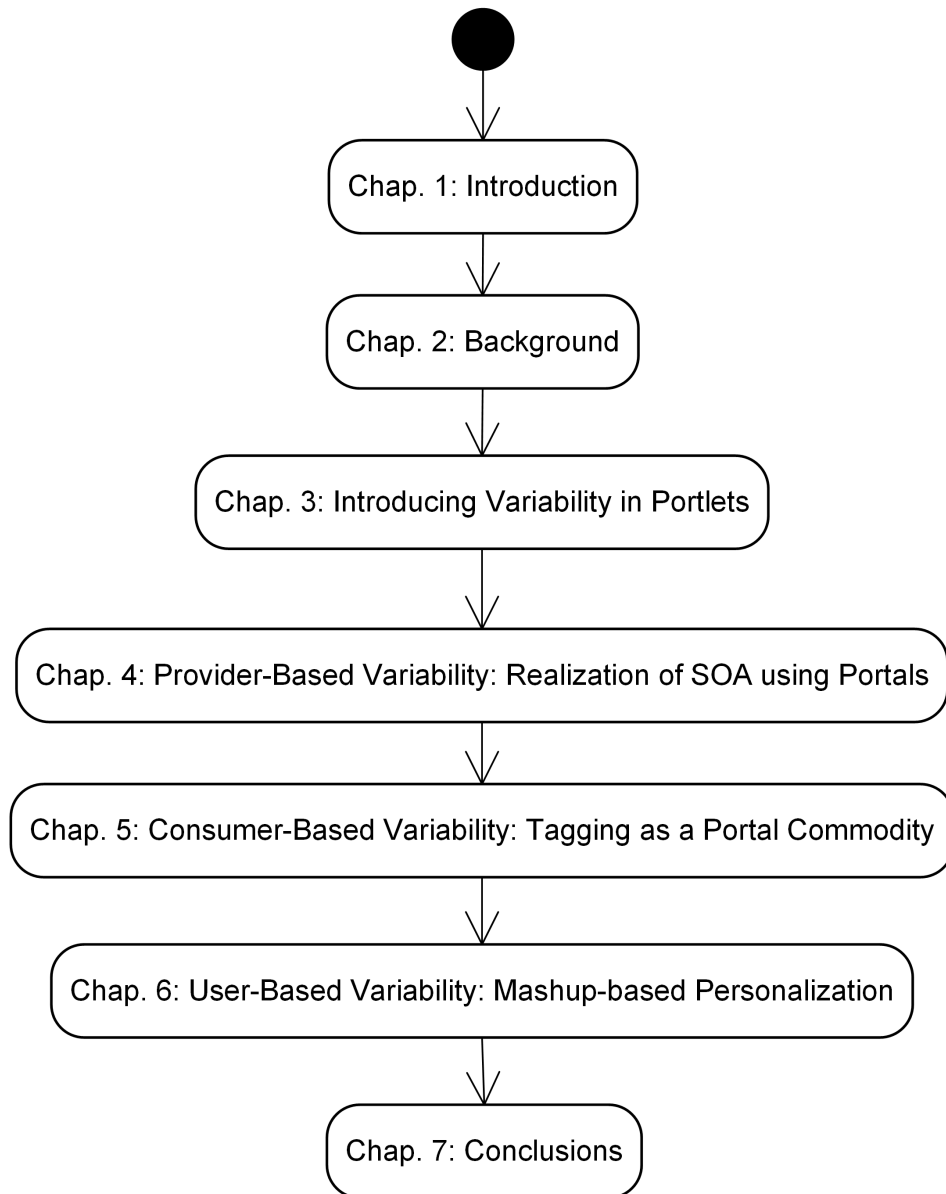 Chap. 1: Introduction
Chap. 2: Background
Chap. 3: Introducing Variability in Portlets
Chap. 4: Provider-Based Variability: Realization of SOA using Portals
Chap. 5: Consumer-Based Variability: Tagging as a Portal Commodity
Chap. 6: User-Based Variability: Mashup-based Personalization
Chap. 7: Conclusions